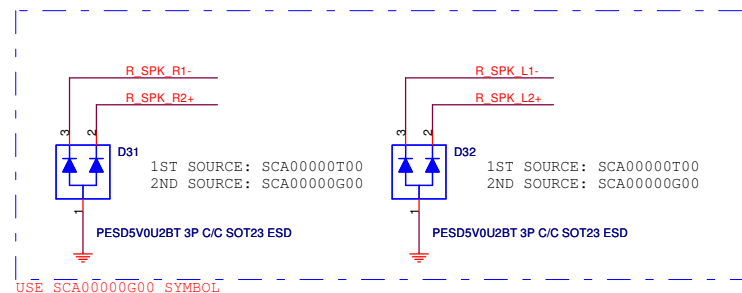 R_SPK_R1-
R_SPK_R2+
3
2
D31
1ST SOURCE: SCA00000T00
2ND SOURCE: SCA00000G00
1
PESD5V0U2BT 3P C/C SOT23 ESD
R_SPK_L1-
R_SPK_L2+
3
2
D32
1ST SOURCE: SCA00000T00
2ND SOURCE: SCA00000G00
1
PESD5V0U2BT 3P C/C SOT23 ESD
USE SCA00000G00 SYMBOL